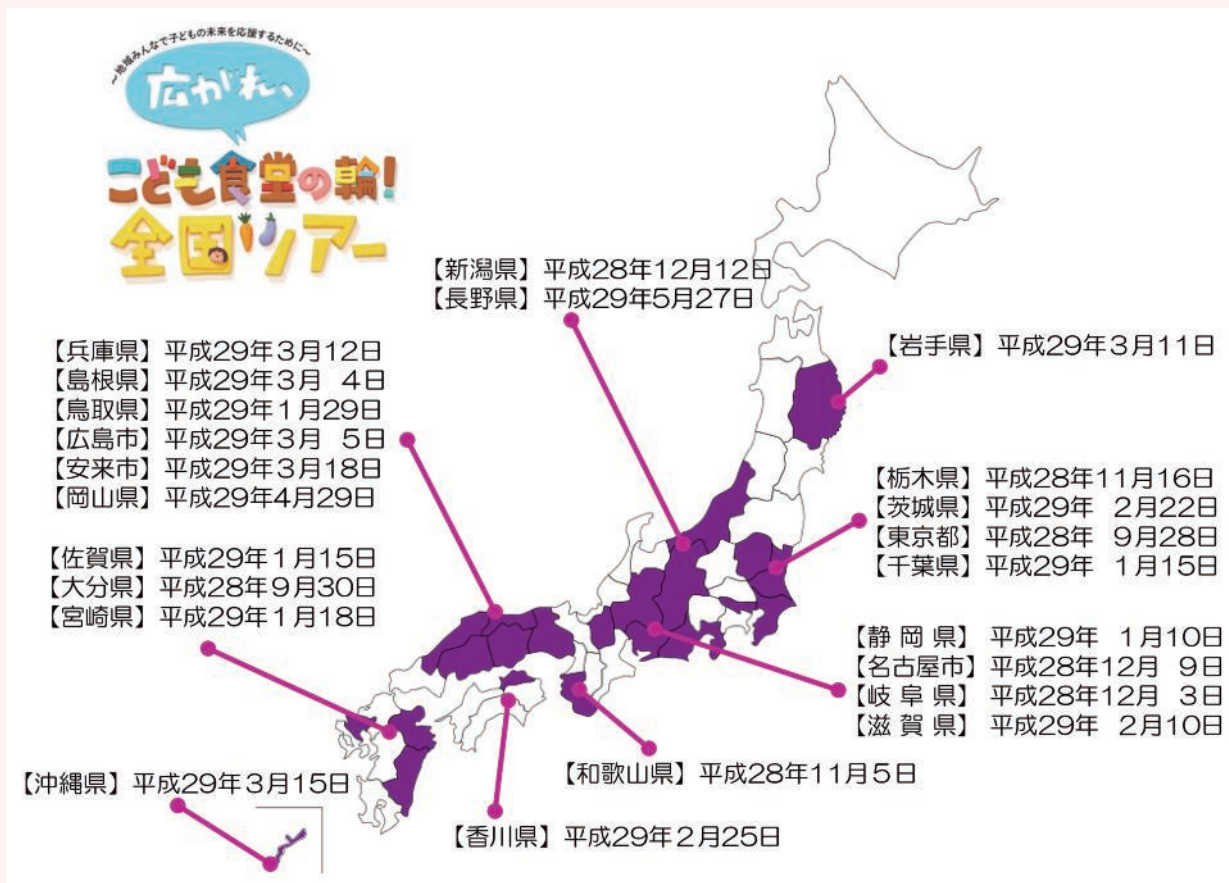 ～地域みんなで子どもの未来を応援するために～
広がれ、
こども食堂の輪！
全国ツアー
【新潟県】平成28年12月12日
【長野県】平成29年5月27日
【岩手県】平成29年3月11日
【兵庫県】平成29年3月12日
【島根県】平成29年3月 4日
【鳥取県】平成29年1月29日
【広島市】平成29年3月 5日
【安来市】平成29年3月18日
【岡山県】平成29年4月29日
【栃木県】平成28年11月16日
【茨城県】平成29年 2月22日
【東京都】平成28年 9月28日
【千葉県】平成29年 1月15日
【佐賀県】平成29年1月15日
【大分県】平成28年9月30日
【宮崎県】平成29年1月18日
【静岡県】平成29年 1月10日
【名古屋市】平成28年12月 9日
【岐阜県】平成28年12月 3日
【滋賀県】平成29年 2月10日
【和歌山県】平成28年11月5日
【沖縄県】平成29年3月15日
【香川県】平成29年2月25日